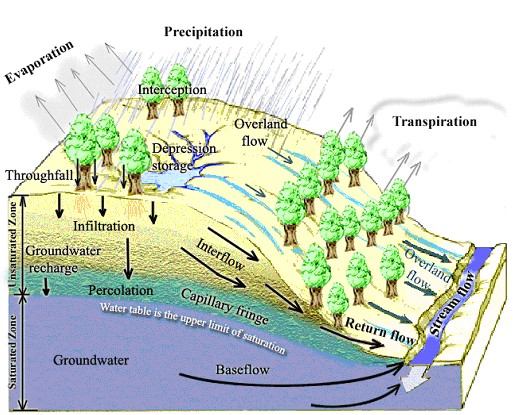 Precipitation
Evaporation
Interception
Overland
flow
Transpiration
Depression
storage
Throughfall
Unsaturated Zone
Infiltration
Groundwater
recharge
Interflow
Overland
flow
Percolation
Capillary fringe
Water table is the upper limit of saturation
Return flow
Stream flow
Saturated Zone
Groundwater
Baseflow